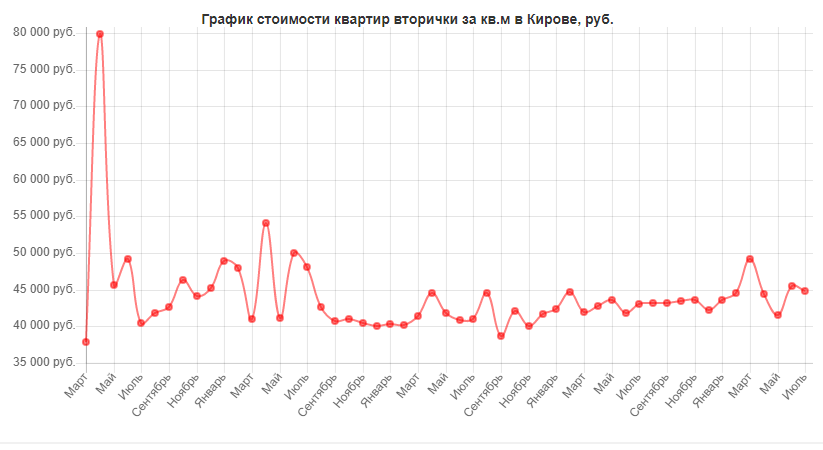 График стоимости квартир вторички за кв.м в Кирове, руб.
80 000 руб.
75 000 руб.
70 000 руб.
65 000 руб.
60 000 руб.
55 000 руб.
50 000 руб.
45 000 руб.
40 000 руб.
35 000 руб.
Март
Май
Июль
Сентябрь
Ноябрь
Январь
Март
Май
Июль
Сентябрь
Ноябрь
Январь
Март
Май
Июль
Сентябрь
Ноябрь
Январь
Март
Май
Июль
Сентябрь
Ноябрь
Январь
Март
Май
Июль